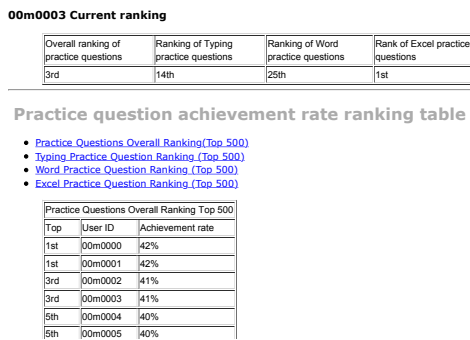 00m0003 Current ranking
Overall ranking of practice questions Ranking of Typing practice questions Ranking of Word practice questions Rank of Excel practice questions
3rd 14th 25th 1st
Practice question achievement rate ranking table
Practice Questions Overall Ranking(Top 500)
Typing Practice Question Ranking (Top 500)
Word Practice Question Ranking (Top 500)
Excel Practice Question Ranking (Top 500)
Practice Questions Overall Ranking Top 500
Top User ID Achievement rate
1st 00m0000 42%
1st 00m0001 42%
3rd 00m0002 41%
3rd 00m0003 41%
5th 00m0004 40%
5th 00m0005 40%